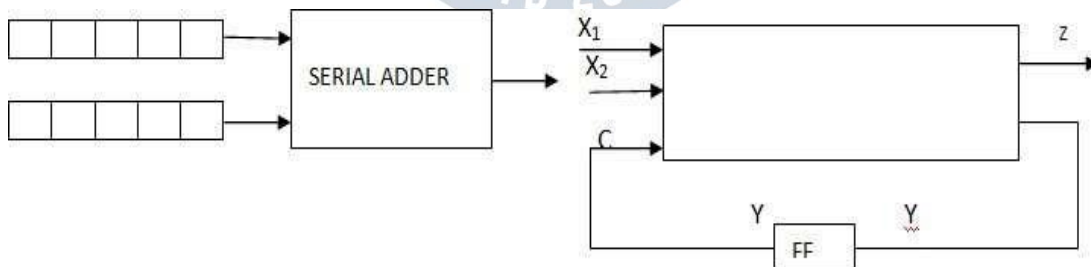 SERIAL ADDER
X₁
X₂
C
z
Y
Y
FF